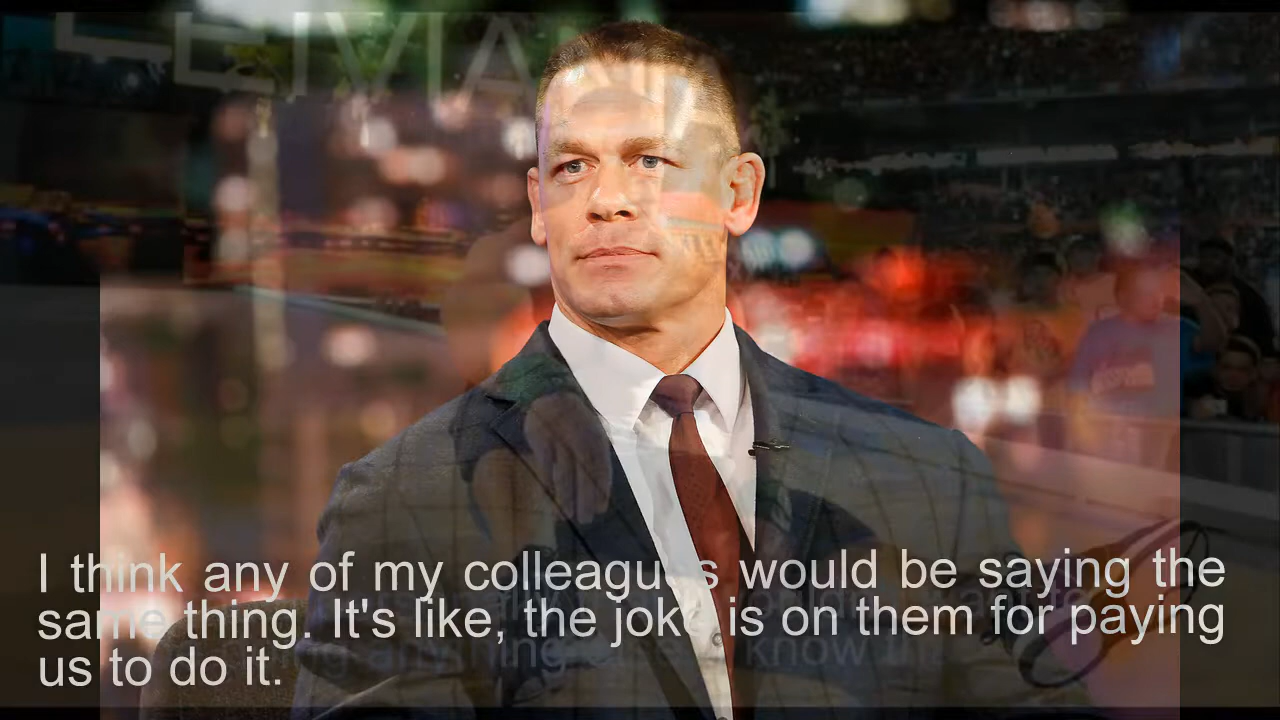 I think any of my colleagues would be saying the
same thing. It's like, the joke is on them for paying
us to do it.